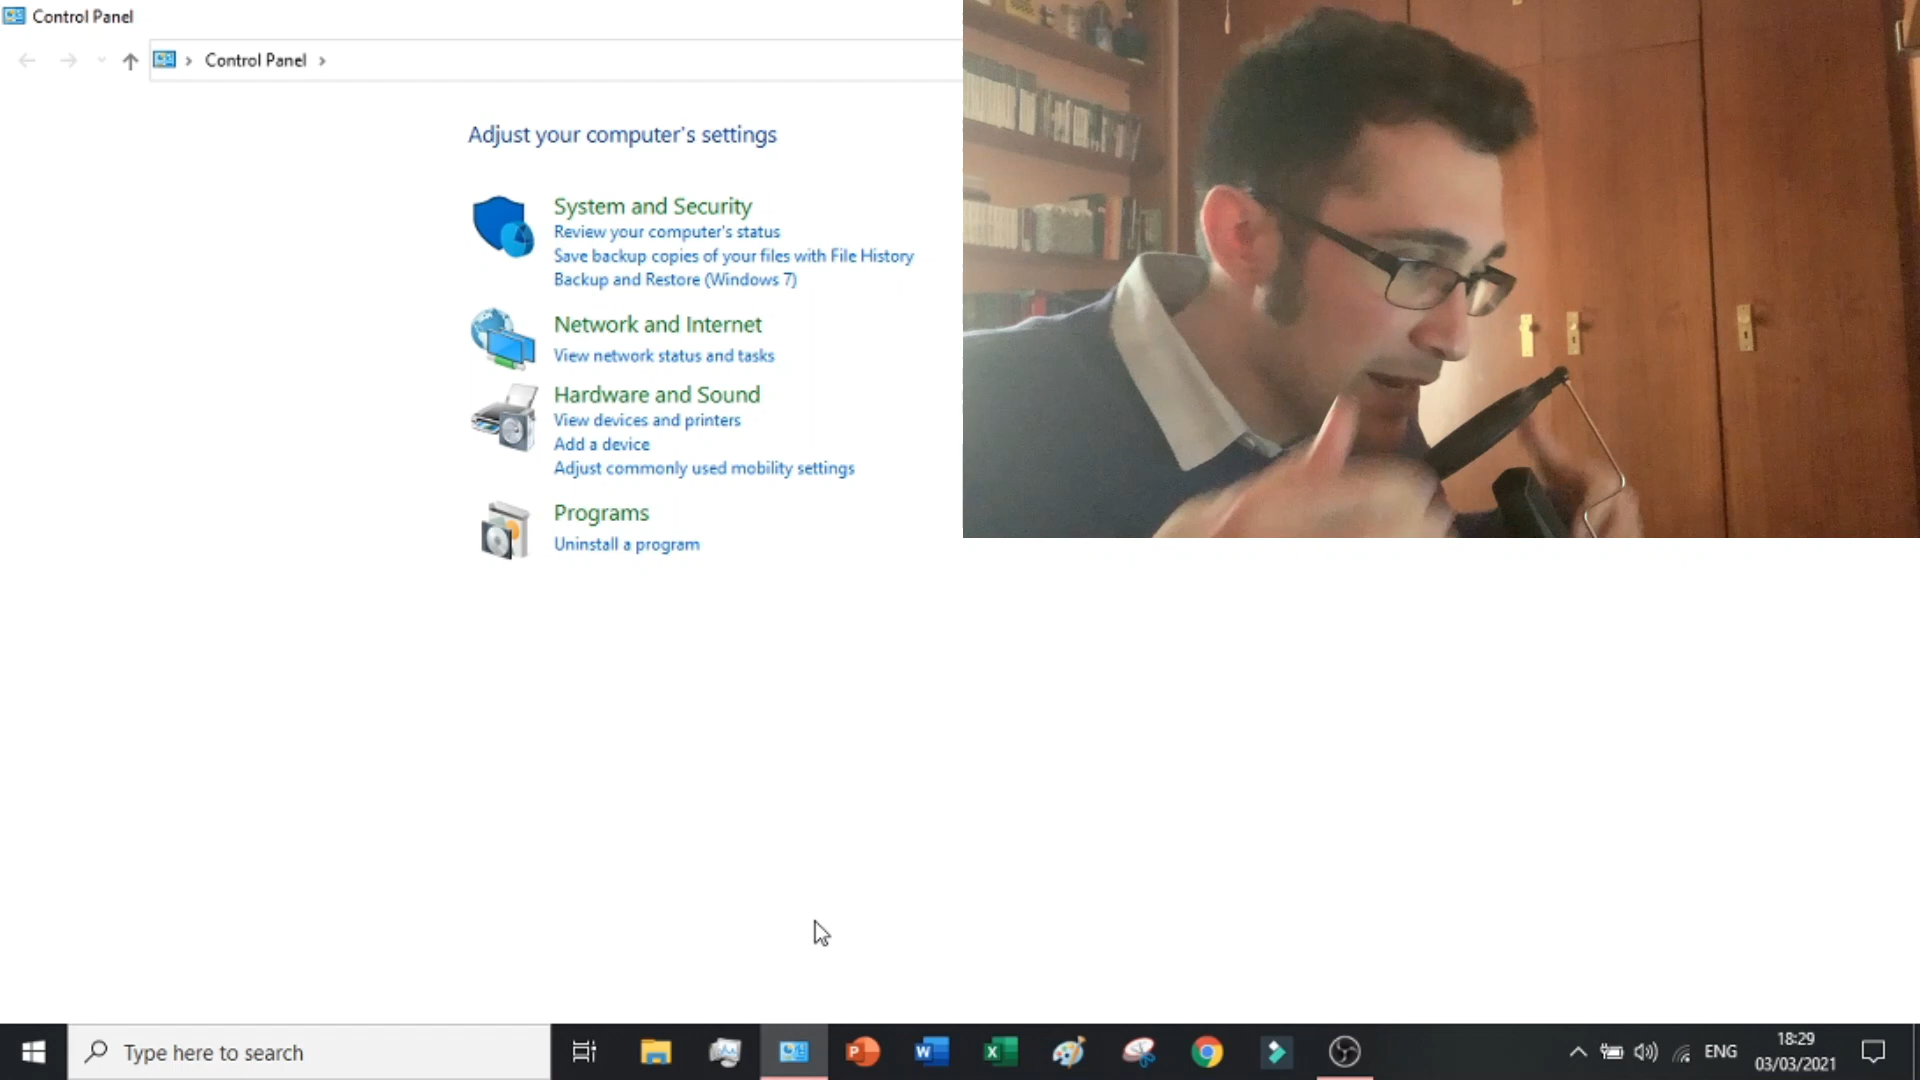 Control Panel
Control Panel
Adjust your computer's settings
System and Security
Review your computer's status
Save backup copies of your files with File History
Backup and Restore (Windows 7)
Network and Internet
View network status and tasks
Hardware and Sound
View devices and printers
Add a device
Adjust commonly used mobility settings
Programs
Uninstall a program
Type here to search
P
W
X
ENG
18:29
03/03/2021